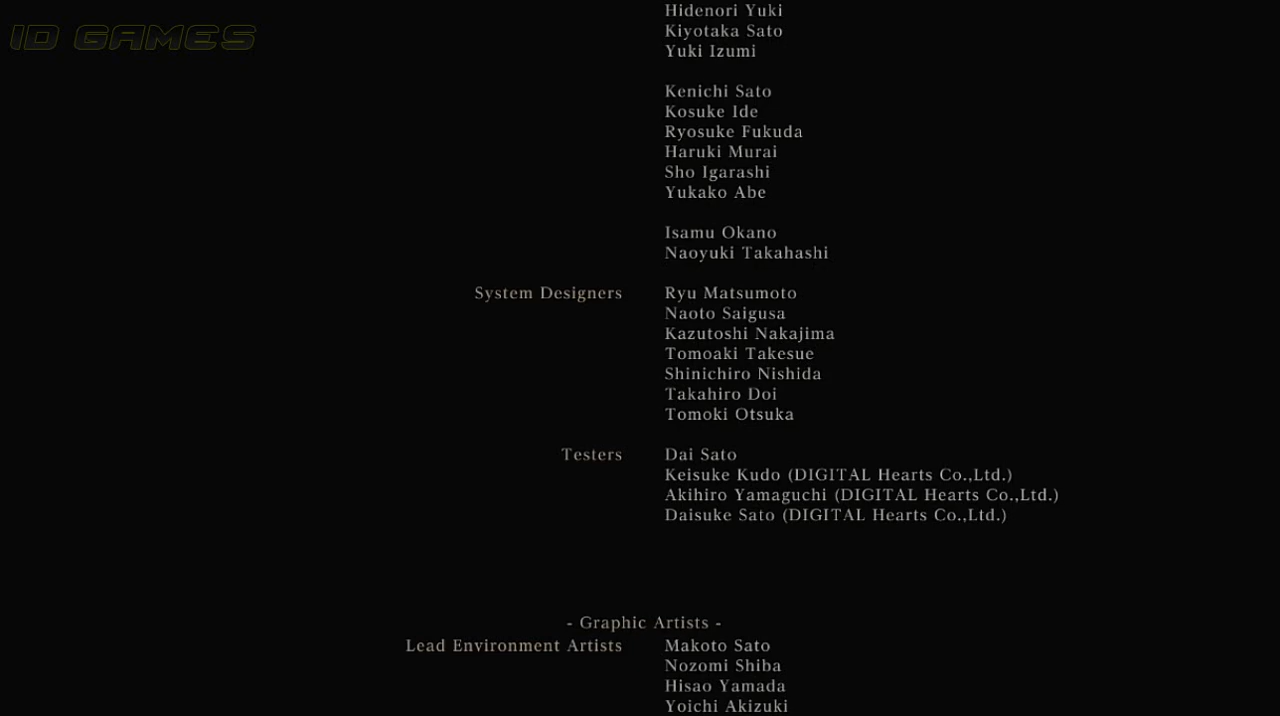 ID GAMES
Hidenori Yuki
Kiyotaka Sato
Yuki Izumi
Kenichi Sato
Kosuke Ide
Ryosuke Fukuda
Haruki Murai
Sho Igarashi
Yukako Abe
Isamu Okano
Naoyuki Takahashi
System Designers Ryu Matsumoto
Naoto Saigusa
Kazutoshi Nakajima
Tomoaki Takesue
Shinichiro Nishida
Takahiro Doi
Tomoki Otsuka
Testers Dai Sato
Keisuke Kudo (DIGITAL Hearts Co.,Ltd.)
Akihiro Yamaguchi (DIGITAL Hearts Co.,Ltd.)
Daisuke Sato (DIGITAL Hearts Co.,Ltd.)
- Graphic Artists -
Lead Environment Artists Makoto Sato
Nozomi Shiba
Hisao Yamada
Yoichi Akizuki